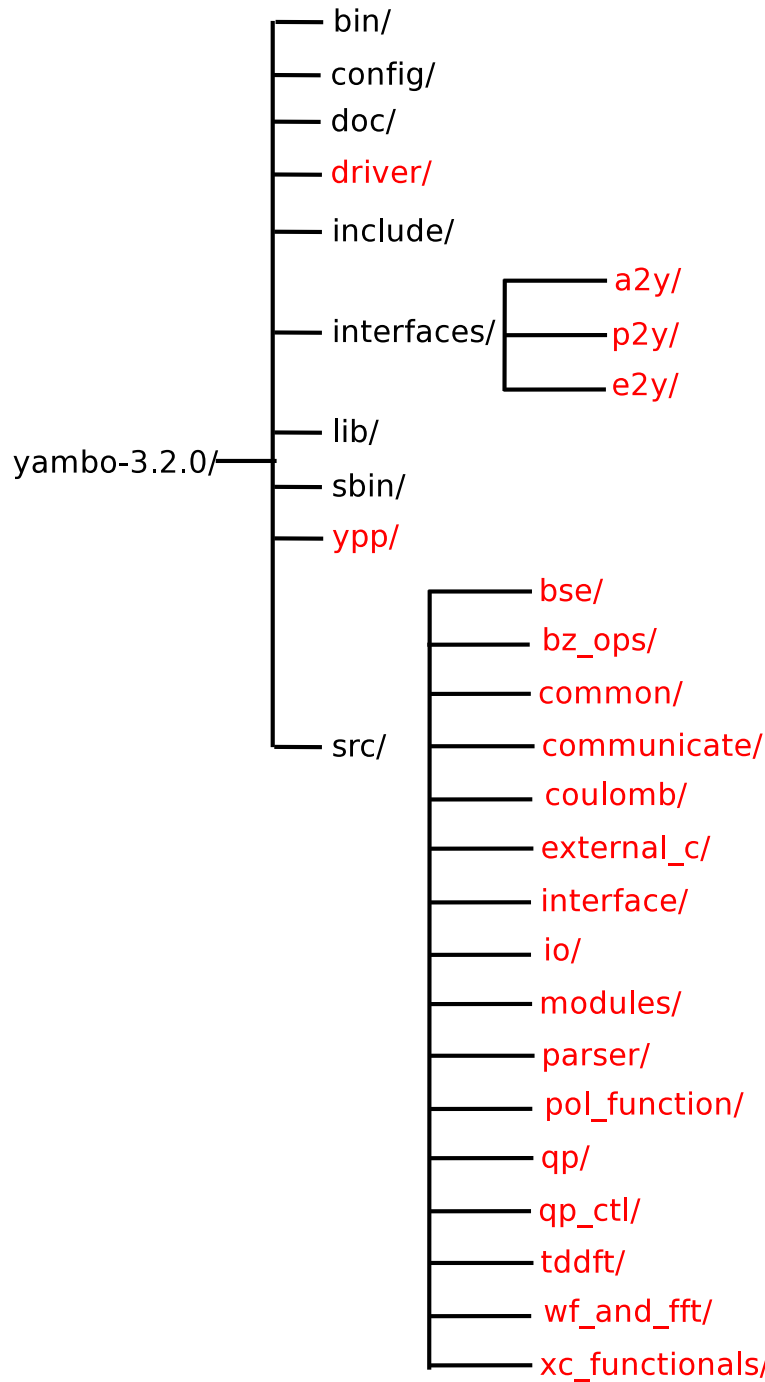 bin/
config/
doc/
driver/
include/
a2y/
interfaces/
p2y/
e2y/
lib/
yambo-3.2.0/
sbin/
ypp/
bse/
bz_ops/
common/
src/
communicate/
coulomb/
external_c/
interface/
io/
modules/
parser/
pol_function/
qp/
qp_ctl/
tddft/
wf_and_fft/
xc_functionals/